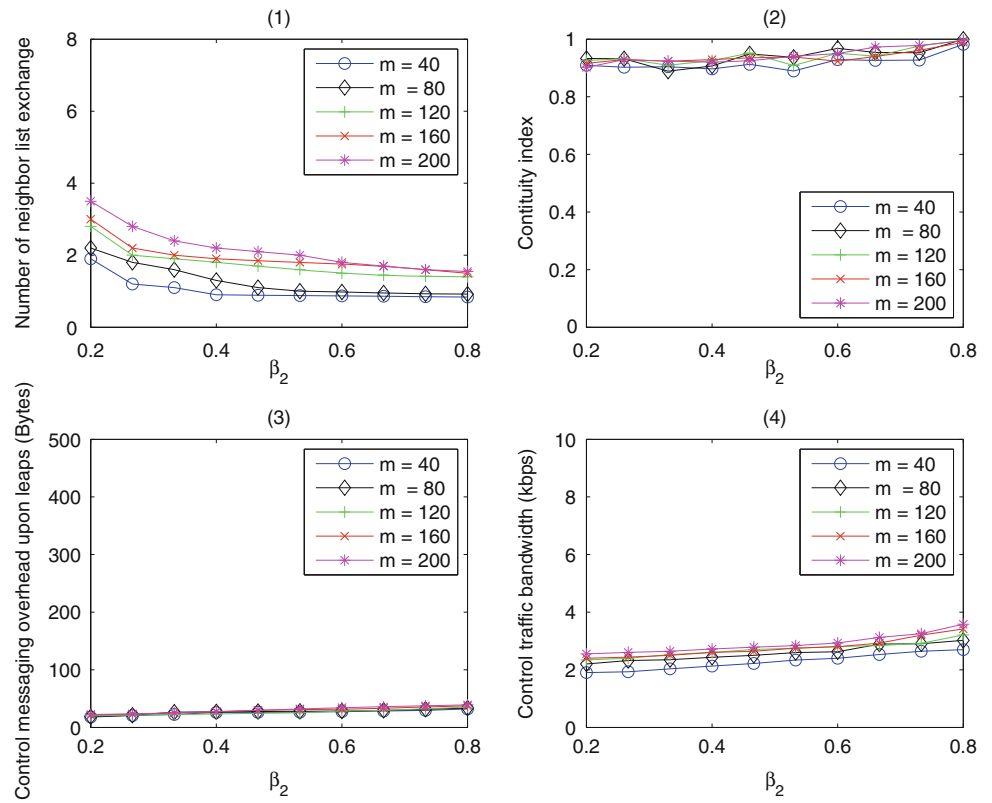 (1)
Number of neighbor list exchange
8
6
4
2
0
0.2
0.4
0.6
0.8
β2
m = 40
m = 80
m = 120
m = 160
m = 200
(2)
Contituity index
1
0.8
0.6
0.4
0.2
0
0.2
0.4
0.6
0.8
β2
m = 40
m = 80
m = 120
m = 160
m = 200
(3)
Control messaging overhead upon leaps (Bytes)
500
400
300
200
100
0
0.2
0.4
0.6
0.8
β2
m = 40
m = 80
m = 120
m = 160
m = 200
(4)
Control traffic bandwidth (kbps)
10
8
6
4
2
0
0.2
0.4
0.6
0.8
β2
m = 40
m = 80
m = 120
m = 160
m = 200